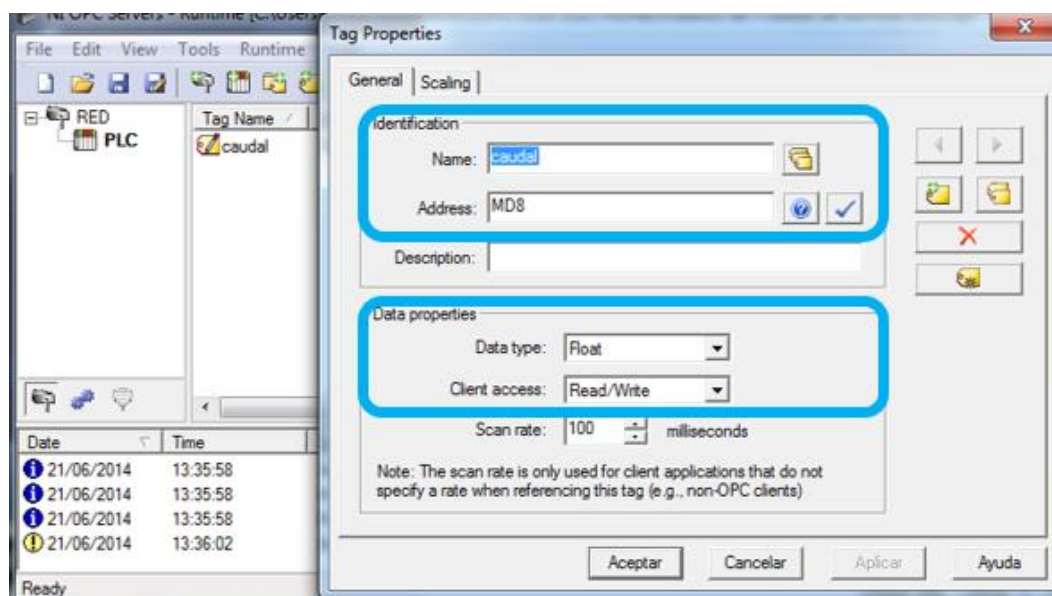 NI OPC Servers - Runtime [C:\Users
File Edit View Tools Runtime
RED
PLC
Tag Name
caudal
Date Time
21/06/2014 13:35:58
21/06/2014 13:35:58
21/06/2014 13:35:58
21/06/2014 13:36:02
Ready
Tag Properties
General Scaling
Identification
Name: caudal
Address: MD8
Description:
Data properties
Data type: Float
Client access: Read/Write
Scan rate: 100 milliseconds
Note: The scan rate is only used for client applications that do not
specify a rate when referencing this tag (e.g., non-OPC clients)
Aceptar Cancelar Aplicar Ayuda